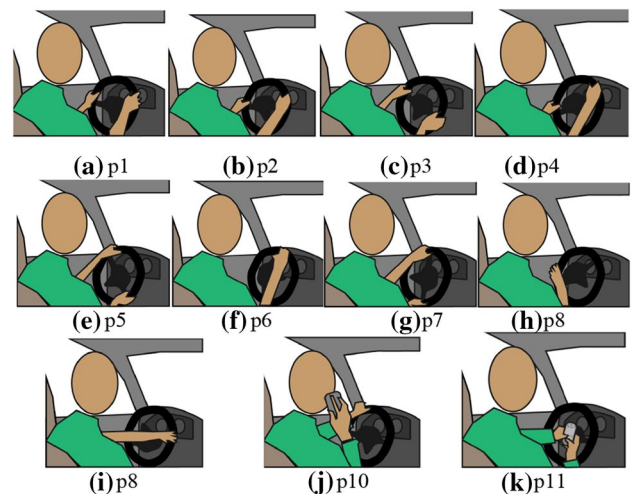 (a) p1 (b) p2 (c) p3 (d) p4
(e) p5 (f) p6 (g) p7 (h) p8
(i) p8 (j) p10 (k) p11